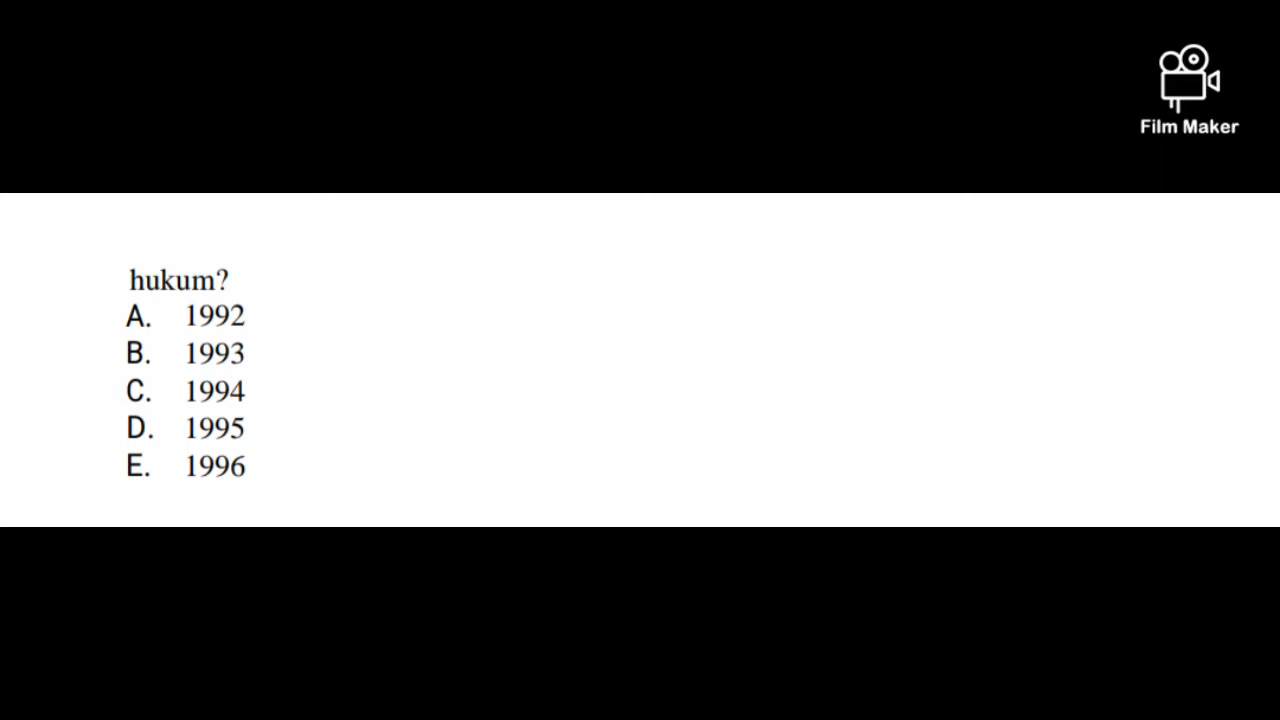 Film Maker
hukum?
A. 1992
B. 1993
C. 1994
D. 1995
E. 1996